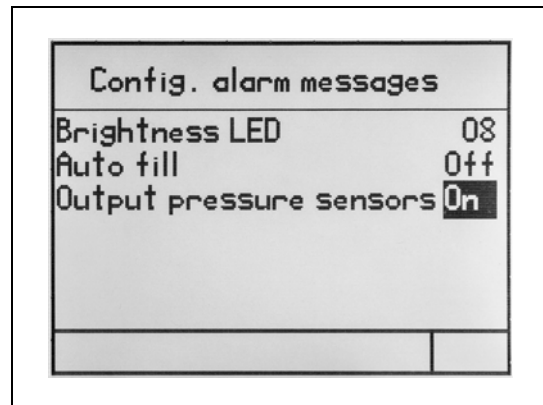 Config. alarm messages
Brightness LED 08
Auto fill Off
Output pressure sensors On